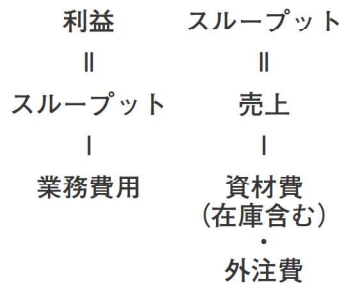 利益
||
スループット
|
業務費用
スループット
||
売上
|
資材費
(在庫含む)
・
外注費